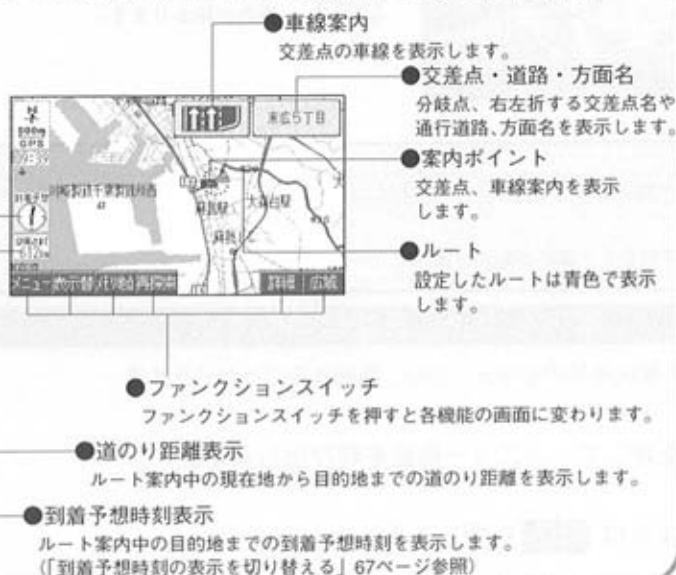 ●車線案内
交差点の車線を表示します。
●交差点・道路・方面名
分岐点、右左折する交差点名や
通行道路、方面名を表示します。
末広5丁目
●案内ポイント
交差点、車線案内を表示
します。
GPS
大森台駅
●ルート
設定したルートは青色で表示
します。
メニュー
詳細
広域
●ファンクションスイッチ
ファンクションスイッチを押すと各機能の画面に変わります。
●道のり距離表示
ルート案内中の現在地から目的地までの道のり距離を表示します。
●到着予想時刻表示
ルート案内中の目的地までの到着予想時刻を表示します。
(「到着予想時刻の表示を切り替える」67ページ参照)